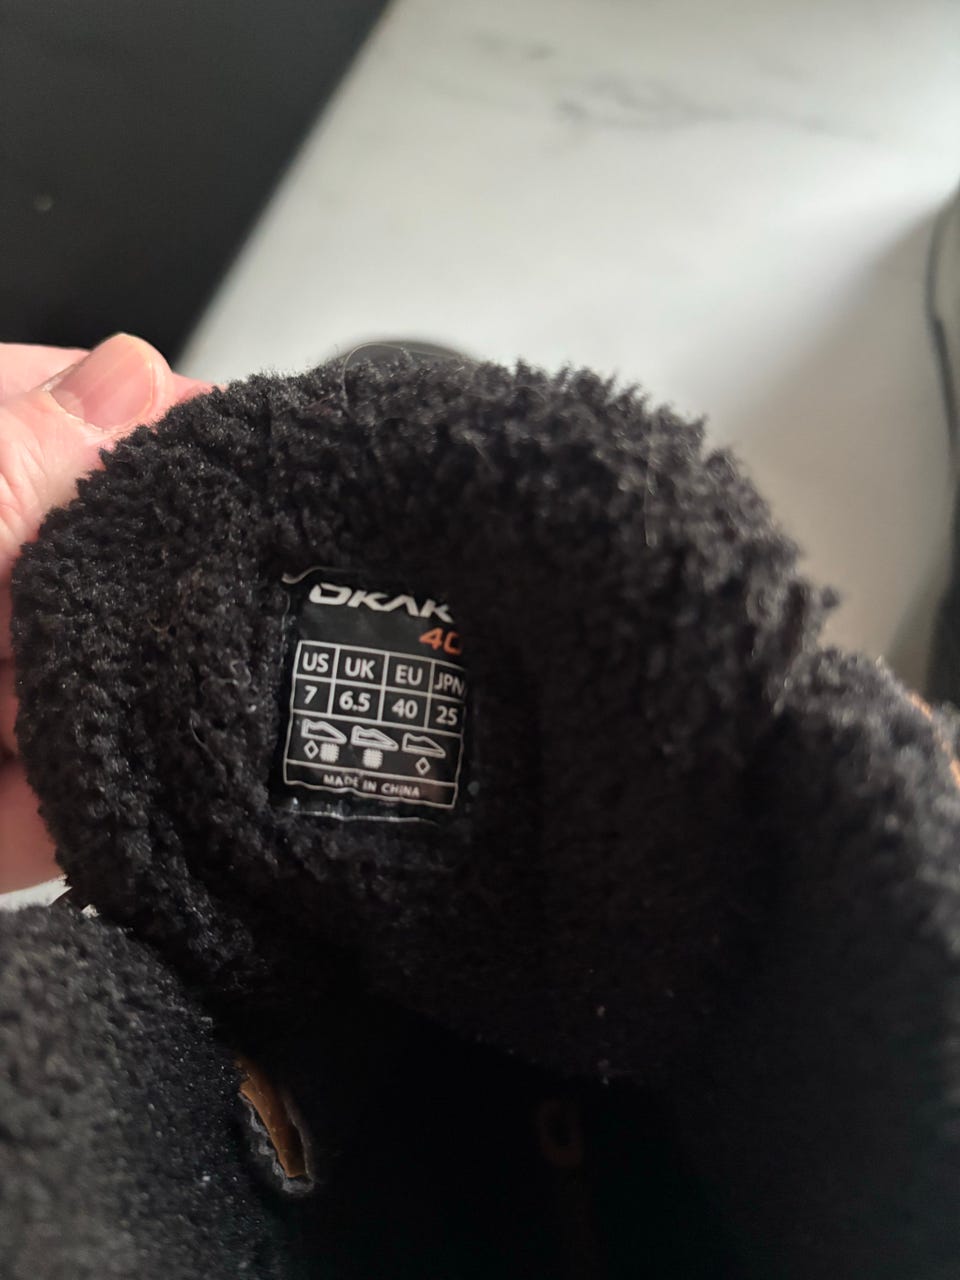 OKAK
40
US UK EU JPN
7 6.5 40 25
MADE IN CHINA